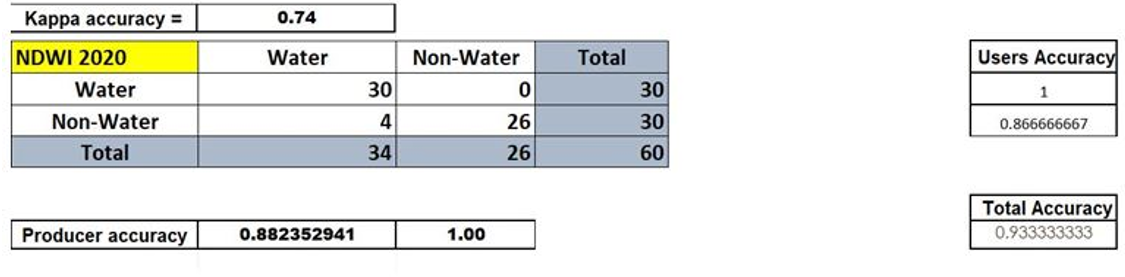 Kappa accuracy = 0.74
NDWI 2020 Water Non-Water Total Users Accuracy
Water 30 0 30 1
Non-Water 4 26 30 0.866666667
Total 34 26 60
Total Accuracy
Producer accuracy 0.882352941 1.00 0.933333333